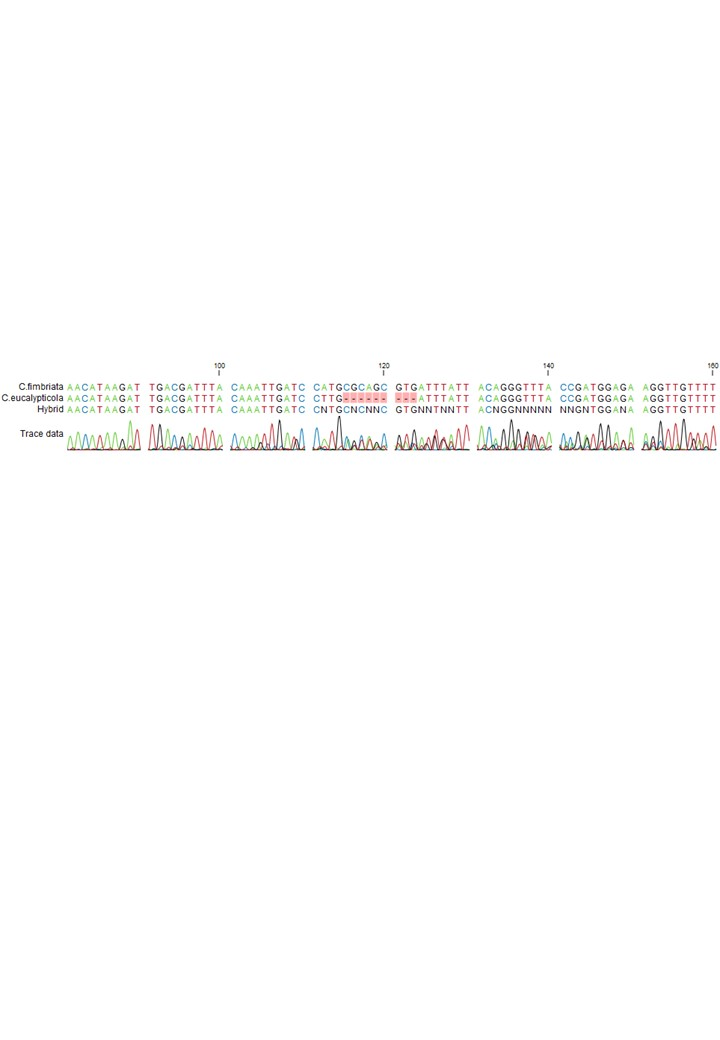 100 120 140 160
C.fimbriata AACATAAGAT TGACGATTTA CAAATTGATC CATGCGCAGC GTGATTTATT ACAGGGTTTA CCGATGGAGA AGGTTGTTTT
C.eucalypticola AACATAAGAT TGACGATTTA CAAATTGATC CTTG------ ---ATTTATT ACAGGGTTTA CCGATGGAGA AGGTTGTTTT
Hybrid AACATAAGAT TGACGATTTA CAAATTGATC CNTGCNCNNC GTGNNTNNTT ACNGGNNNNN NNGNTGGANA AGGTTGTTTT
Trace data